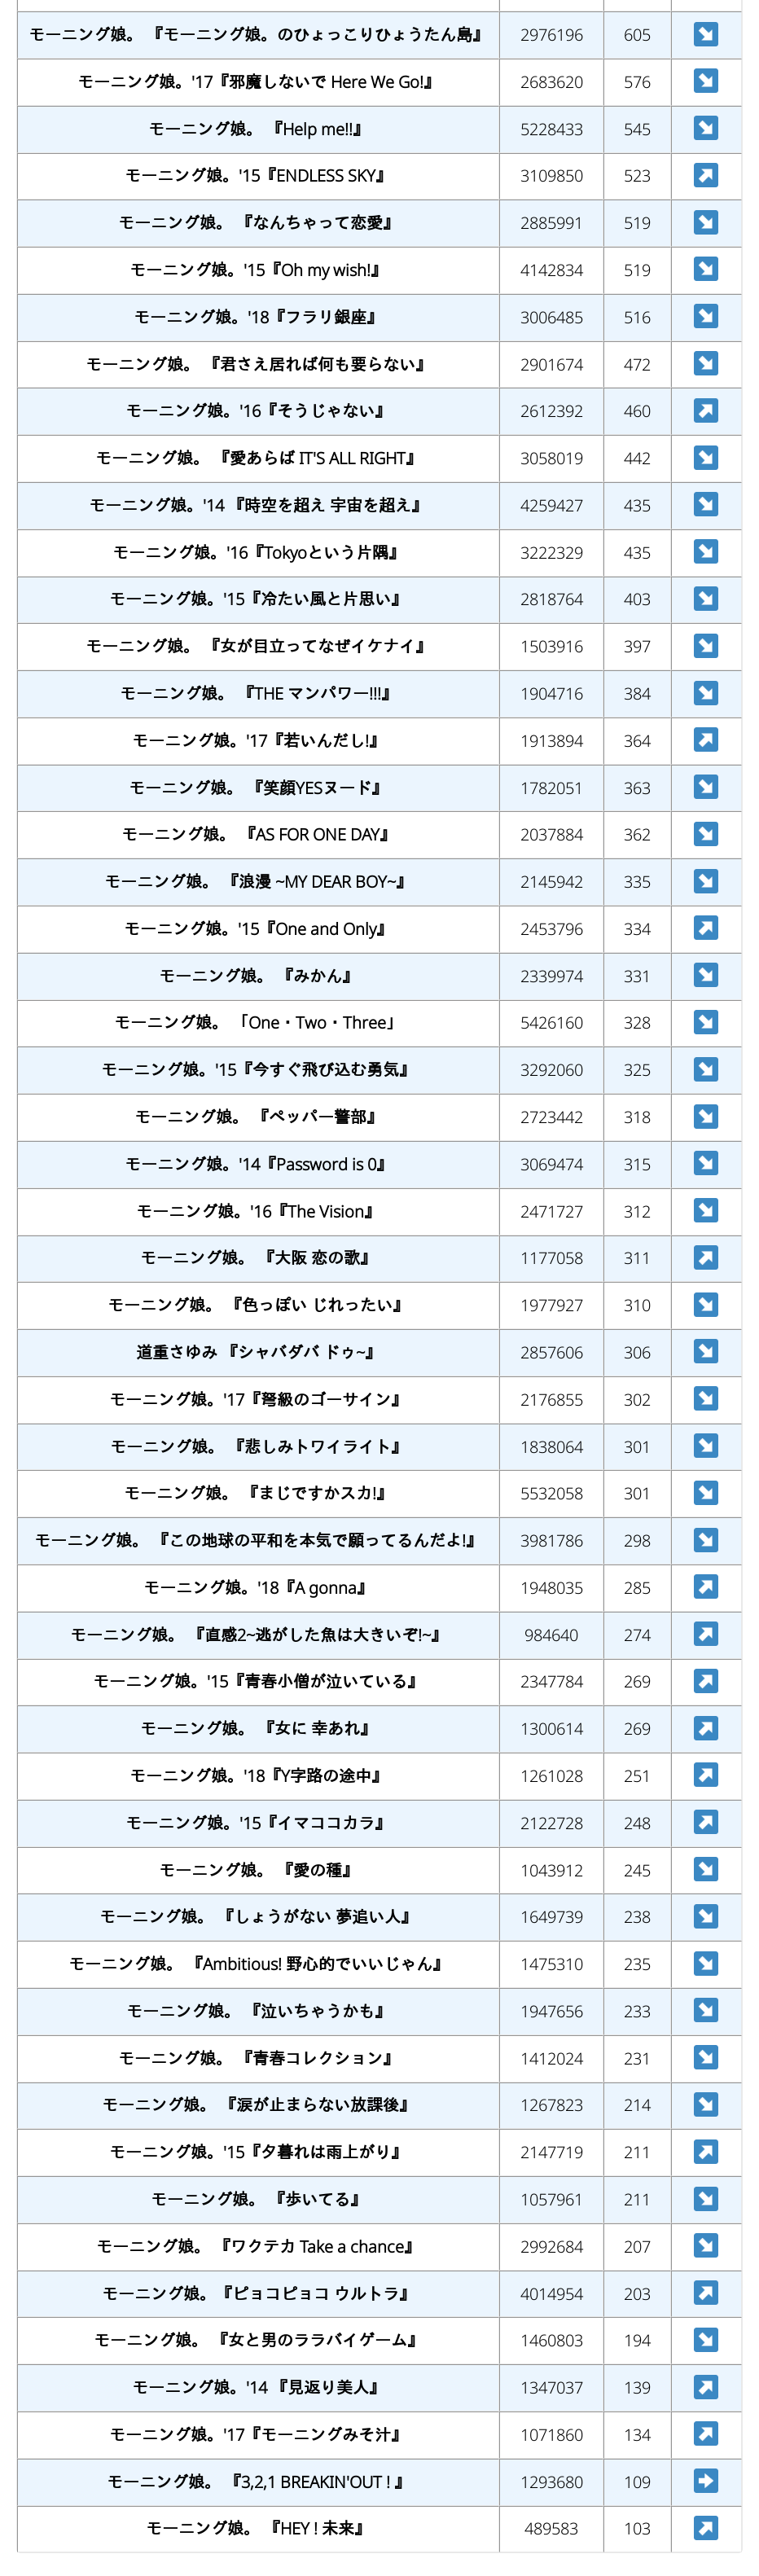 モーニング娘。 『モーニング娘。のひょっこりひょうたん島』 2976196 605 ↘
モーニング娘。'17『邪魔しないで Here We Go!』 2683620 576 ↘
モーニング娘。 『Help me!!』 5228433 545 ↘
モーニング娘。'15『ENDLESS SKY』 3109850 523 ↗
モーニング娘。 『なんちゃって恋愛』 2885991 519 ↘
モーニング娘。'15『Oh my wish!』 4142834 519 ↘
モーニング娘。'18『フラリ銀座』 3006485 516 ↘
モーニング娘。 『君さえ居れば何も要らない』 2901674 472 ↘
モーニング娘。'16『そうじゃない』 2612392 460 ↗
モーニング娘。 『愛あらば IT'S ALL RIGHT』 3058019 442 ↘
モーニング娘。'14 『時空を超え 宇宙を超え』 4259427 435 ↘
モーニング娘。'16『Tokyoという片隅』 3222329 435 ↘
モーニング娘。'15『冷たい風と片思い』 2818764 403 ↘
モーニング娘。 『女が目立ってなぜイケナイ』 1503916 397 ↘
モーニング娘。 『THE マンパワー!!!』 1904716 384 ↘
モーニング娘。'17『若いんだし!』 1913894 364 ↗
モーニング娘。 『笑顔YESヌード』 1782051 363 ↘
モーニング娘。 『AS FOR ONE DAY』 2037884 362 ↘
モーニング娘。 『浪漫 ~MY DEAR BOY~』 2145942 335 ↘
モーニング娘。'15『One and Only』 2453796 334 ↗
モーニング娘。 『みかん』 2339974 331 ↘
モーニング娘。 「One・Two・Three」 5426160 328 ↘
モーニング娘。'15『今すぐ飛び込む勇気』 3292060 325 ↘
モーニング娘。 『ペッパー警部』 2723442 318 ↘
モーニング娘。'14『Password is 0』 3069474 315 ↘
モーニング娘。'16『The Vision』 2471727 312 ↘
モーニング娘。 『大阪 恋の歌』 1177058 311 ↗
モーニング娘。 『色っぽい じれったい』 1977927 310 ↘
道重さゆみ 『シャバダバ ドゥ~』 2857606 306 ↘
モーニング娘。'17『弩級のゴーサイン』 2176855 302 ↘
モーニング娘。 『悲しみトワイライト』 1838064 301 ↘
モーニング娘。 『まじですかスカ!』 5532058 301 ↘
モーニング娘。 『この地球の平和を本気で願ってるんだよ!』 3981786 298 ↘
モーニング娘。'18『A gonna』 1948035 285 ↗
モーニング娘。 『直感2~逃がした魚は大きいぞ!~』 984640 274 ↗
モーニング娘。'15『青春小僧が泣いている』 2347784 269 ↗
モーニング娘。 『女に 幸あれ』 1300614 269 ↗
モーニング娘。'18『Y字路の途中』 1261028 251 ↗
モーニング娘。'15『イマココカラ』 2122728 248 ↗
モーニング娘。 『愛の種』 1043912 245 ↘
モーニング娘。 『しょうがない 夢追い人』 1649739 238 ↘
モーニング娘。 『Ambitious! 野心的でいいじゃん』 1475310 235 ↘
モーニング娘。 『泣いちゃうかも』 1947656 233 ↘
モーニング娘。 『青春コレクション』 1412024 231 ↘
モーニング娘。 『涙が止まらない放課後』 1267823 214 ↘
モーニング娘。'15『夕暮れは雨上がり』 2147719 211 ↗
モーニング娘。 『歩いてる』 1057961 211 ↘
モーニング娘。 『ワクテカ Take a chance』 2992684 207 ↘
モーニング娘。『ピョコピョコ ウルトラ』 4014954 203 ↗
モーニング娘。 『女と男のララバイゲーム』 1460803 194 ↘
モーニング娘。'14 『見返り美人』 1347037 139 ↗
モーニング娘。'17『モーニングみそ汁』 1071860 134 ↗
モーニング娘。 『3,2,1 BREAKIN'OUT ! 』 1293680 109 ➡
モーニング娘。 『HEY ! 未来』 489583 103 ↗